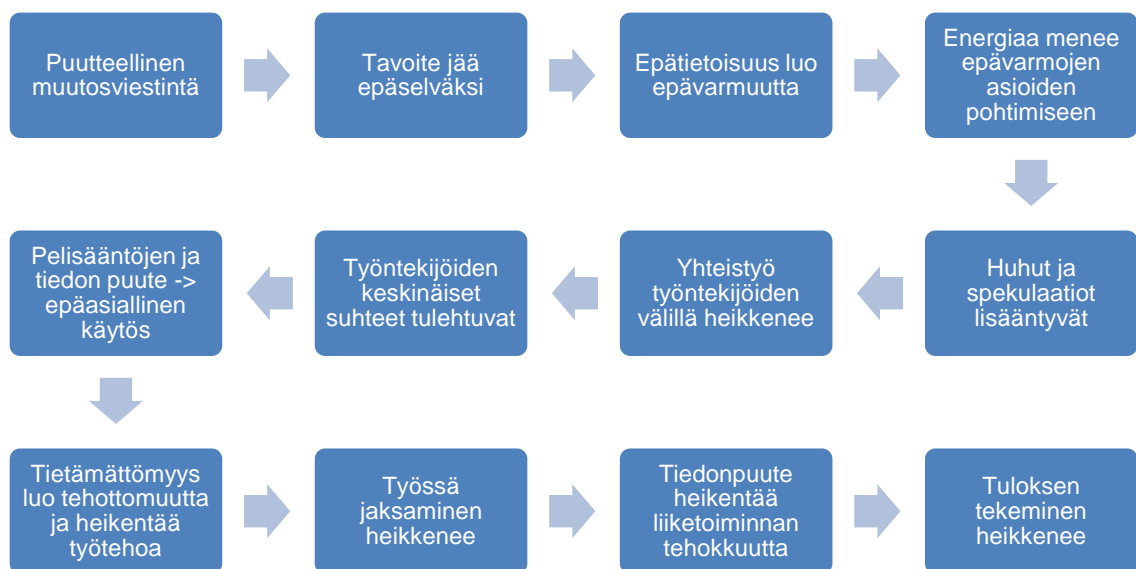 Puutteellinen
muutosviestintä
Tavoite jää
epäselväksi
Epätietoisuus luo
epävarmuutta
Energiaa menee
epävarmojen
asioiden
pohtimiseen
Huhut ja
spekulaatiot
lisääntyvät
Yhteistyö
työntekijöiden
välillä heikkenee
Työntekijöiden
keskinäiset
suhteet tulehtuvat
Pelisääntöjen ja
tiedon puute ->
epäasiallinen
käytös
Tietämättömyys
luo tehottomuutta
ja heikentää
työtehoa
Työssä
jaksaminen
heikkenee
Tiedonpuute
heikentää
liiketoiminnan
tehokkuutta
Tuloksen
tekeminen
heikkenee